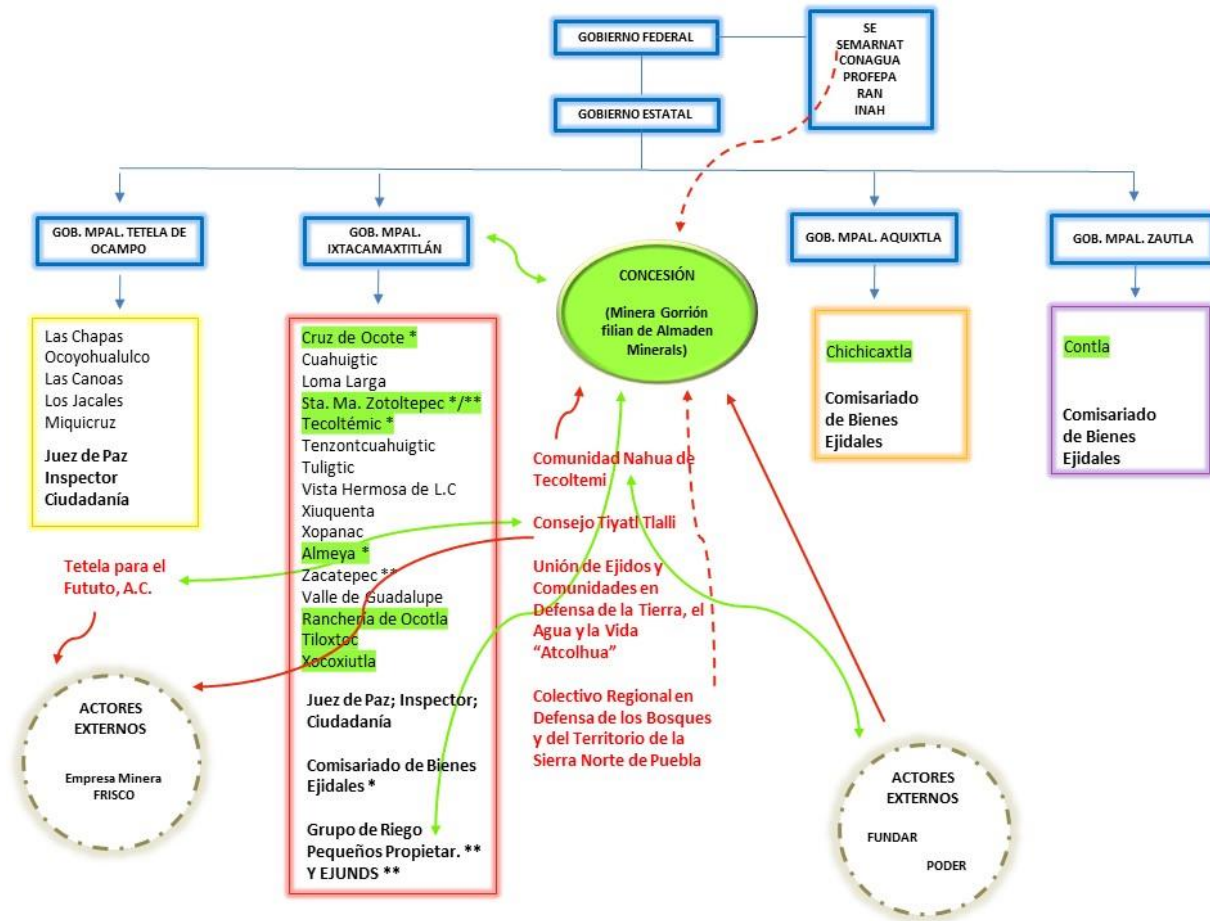 GOBIERNO FEDERAL
SE
SEMARNAT
CONAGUA
PROFEPA
RAN
INAH
GOBIERNO ESTATAL
GOB. MPAL. TETELA DE
OCAMPO
GOB. MPAL.
IXTACAMAXTITLÁN
GOB. MPAL. AQUIXTLA
GOB. MPAL. ZAUTLA
CONCESIÓN
(Minera Gorrión
filian de Almaden
Minerals)
Las Chapas
Ocoyohualulco
Las Canoas
Los Jacales
Miquicruz
Juez de Paz
Inspector
Ciudadanía
Cruz de Ocote *
Cuahuigtic
Loma Larga
Sta. Ma. Zotoltepec */**
Tecoltémic *
Tenzontcuahuigtic
Tuligtic
Vista Hermosa de L.C
Xiuquenta
Xopanac
Almeya *
Zacatepec **
Valle de Guadalupe
Ranchería de Ocotla
Tiloxtoc
Xocoxiutla
Juez de Paz; Inspector;
Ciudadanía
Comisariado de Bienes
Ejidales *
Grupo de Riego
Pequeños Propietar. **
Y EJUNDS **
Chichicaxtla
Comisariado
de Bienes
Ejidales
Contla
Comisariado
de Bienes
Ejidales
Comunidad Nahua de
Tecoltemi
Consejo Tiyatl Tlalli
Unión de Ejidos y
Comunidades en
Defensa de la Tierra, el
Agua y la Vida
“Atcolhua”
Colectivo Regional en
Defensa de los Bosques
y del Territorio de la
Sierra Norte de Puebla
Tetela para el
Fututo, A.C.
ACTORES
EXTERNOS
Empresa Minera
FRISCO
ACTORES
EXTERNOS
FUNDAR
PODER